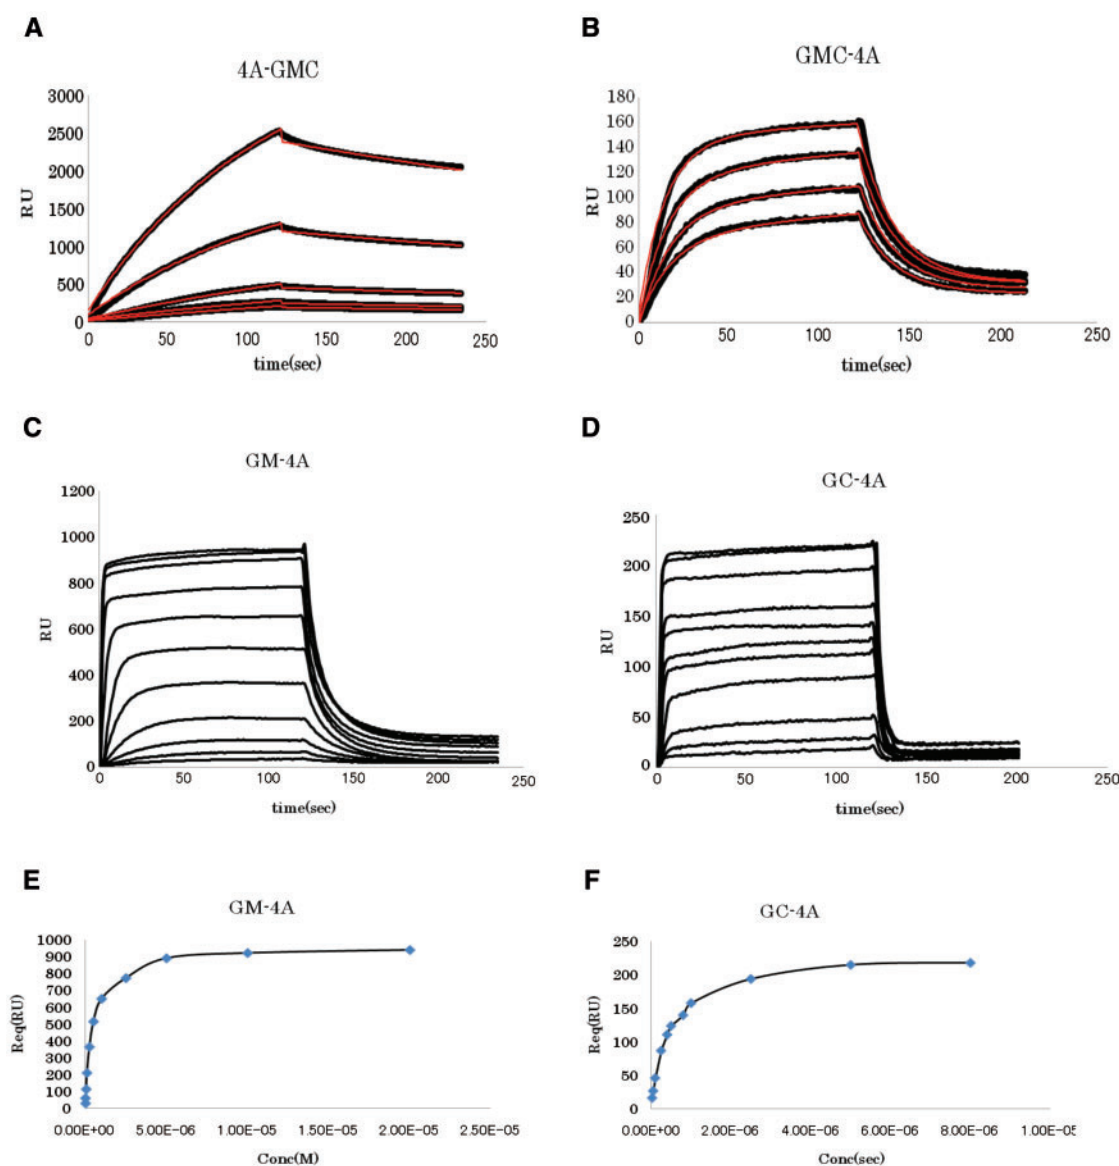 A
4A-GMC
3000
2500
2000
1500
1000
500
0
RU
0 50 100 150 200 250
time(sec)
B
GMC-4A
180
160
140
120
100
80
60
40
20
0
RU
0 50 100 150 200 250
time(sec)
C
GM-4A
1200
1000
800
600
400
200
0
RU
0 50 100 150 200 250
time(sec)
D
GC-4A
250
200
150
100
50
0
RU
0 50 100 150 200 250
time(sec)
E
GM-4A
1000
900
800
700
600
500
400
300
200
100
0
Req(RU)
0.00E+00 5.00E-06 1.00E-05 1.50E-05 2.00E-05 2.50E-05
Conc(M)
F
GC-4A
250
200
150
100
50
0
Req(RU)
0.00E+00 2.00E-06 4.00E-06 6.00E-06 8.00E-06 1.00E-05
Conc(sec)